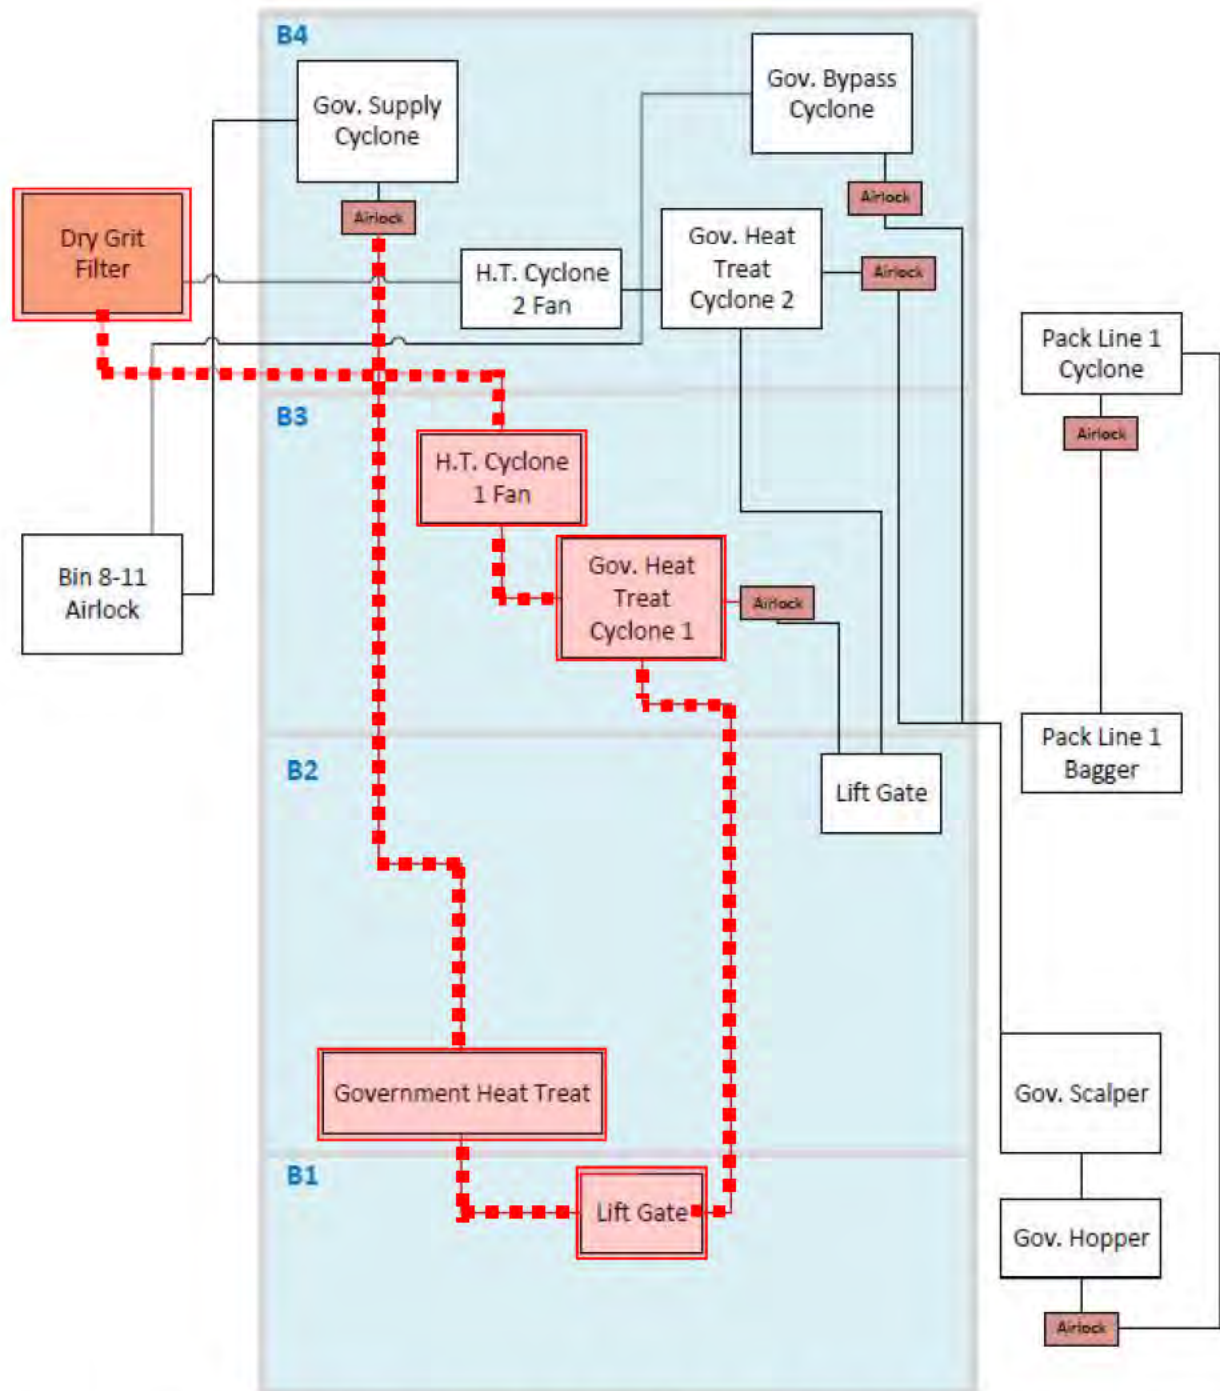 B4
Gov. Supply
Cyclone
Gov. Bypass
Cyclone
Airlock
Airlock
Dry Grit
Filter
H.T. Cyclone
2 Fan
Gov. Heat
Treat
Cyclone 2
Airlock
Pack Line 1
Cyclone
Airlock
B3
H.T. Cyclone
1 Fan
Bin 8-11
Airlock
Gov. Heat
Treat
Cyclone 1
Airlock
Pack Line 1
Bagger
B2
Lift Gate
Government Heat Treat
Gov. Scalper
B1
Lift Gate
Gov. Hopper
Airlock